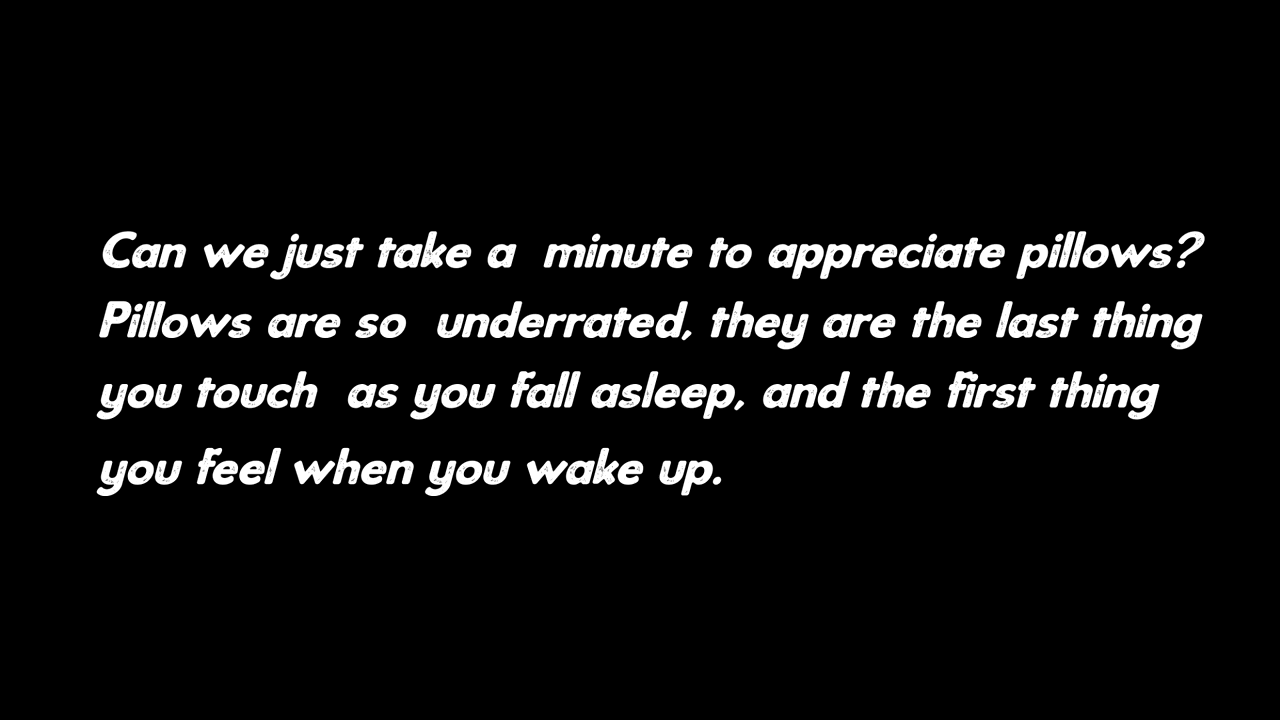 Can we just take a  minute to appreciate pillows?
Pillows are so  underrated, they are the last thing
you touch  as you fall asleep, and the first thing
you feel when you wake up.